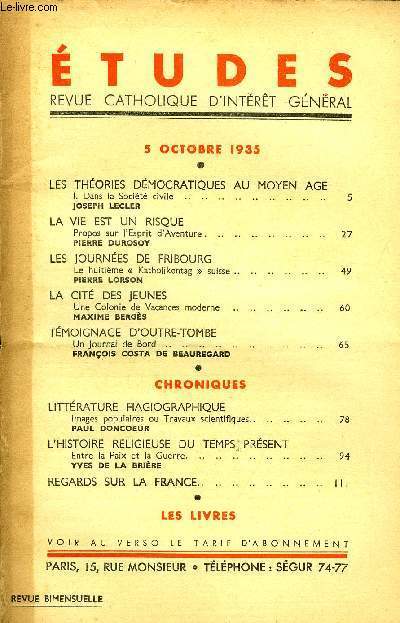 Le-livre.com
ÉTUDES
REVUE CATHOLIQUE D'INTÉRÊT GÉNÉRAL
5 OCTOBRE 1935
LES THÉORIES DÉMOCRATIQUES AU MOYEN AGE
I. Dans la Société civile .. .. .. .. .. .. .. .. .. 5
JOSEPH LECLER
LA VIE EST UN RISQUE
Propos sur l'Esprit d'Aventure. .. .. .. .. .. .. 27
PIERRE DUROSOY
LES JOURNÉES DE FRIBOURG
Le huitième « Katholikentag » suisse .. .. .. .. .. 49
PIERRE LORSON
LA CITÉ DES JEUNES
Une Colonie de Vacances moderne .. .. .. .. .. 60
MAXIME BERGÈS
TÉMOIGNAGE D'OUTRE-TOMBE
Un Journal de Bord .. .. .. .. .. .. .. .. .. 65
FRANÇOIS COSTA DE BEAUREGARD
CHRONIQUES
LITTÉRATURE HAGIOGRAPHIQUE
Images populaires ou Travaux scientifiques.. .. .. .. 78
PAUL DONCOEUR
L'HISTOIRE RELIGIEUSE DU TEMPS PRÉSENT
Entre la Paix et la Guerre. .. .. .. .. .. .. .. 94
YVES DE LA BRIÈRE
REGARDS SUR LA FRANCE.. .. .. .. .. .. ..
LES LIVRES
VOIR AU VERSO LE TARIF D'ABONNEMENT
PARIS, 15, RUE MONSIEUR • TÉLÉPHONE : SÉGUR 74-77
REVUE BIMENSUELLE